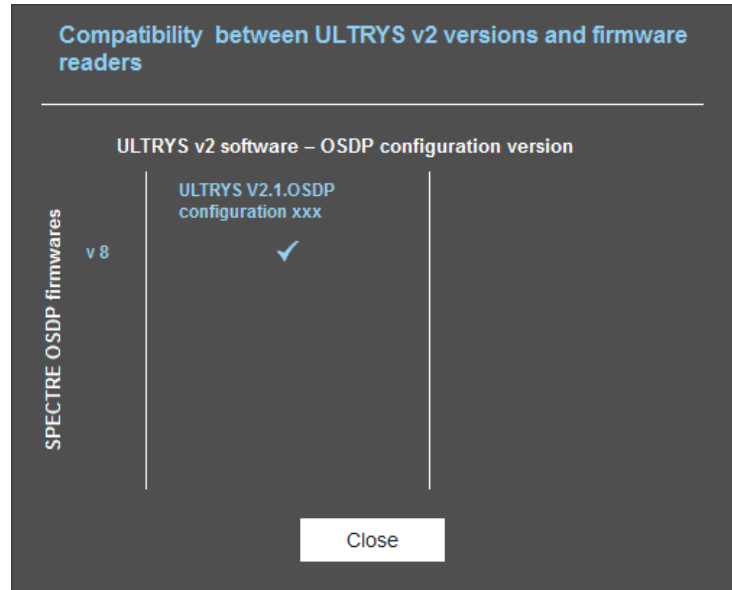 Compatibility between ULTRYS v2 versions and firmware
readers
ULTRYS v2 software – OSDP configuration version
ULTRYS V2.1.OSDP
configuration xxx
SPECTRE OSDP firmwares
v 8
✓
Close